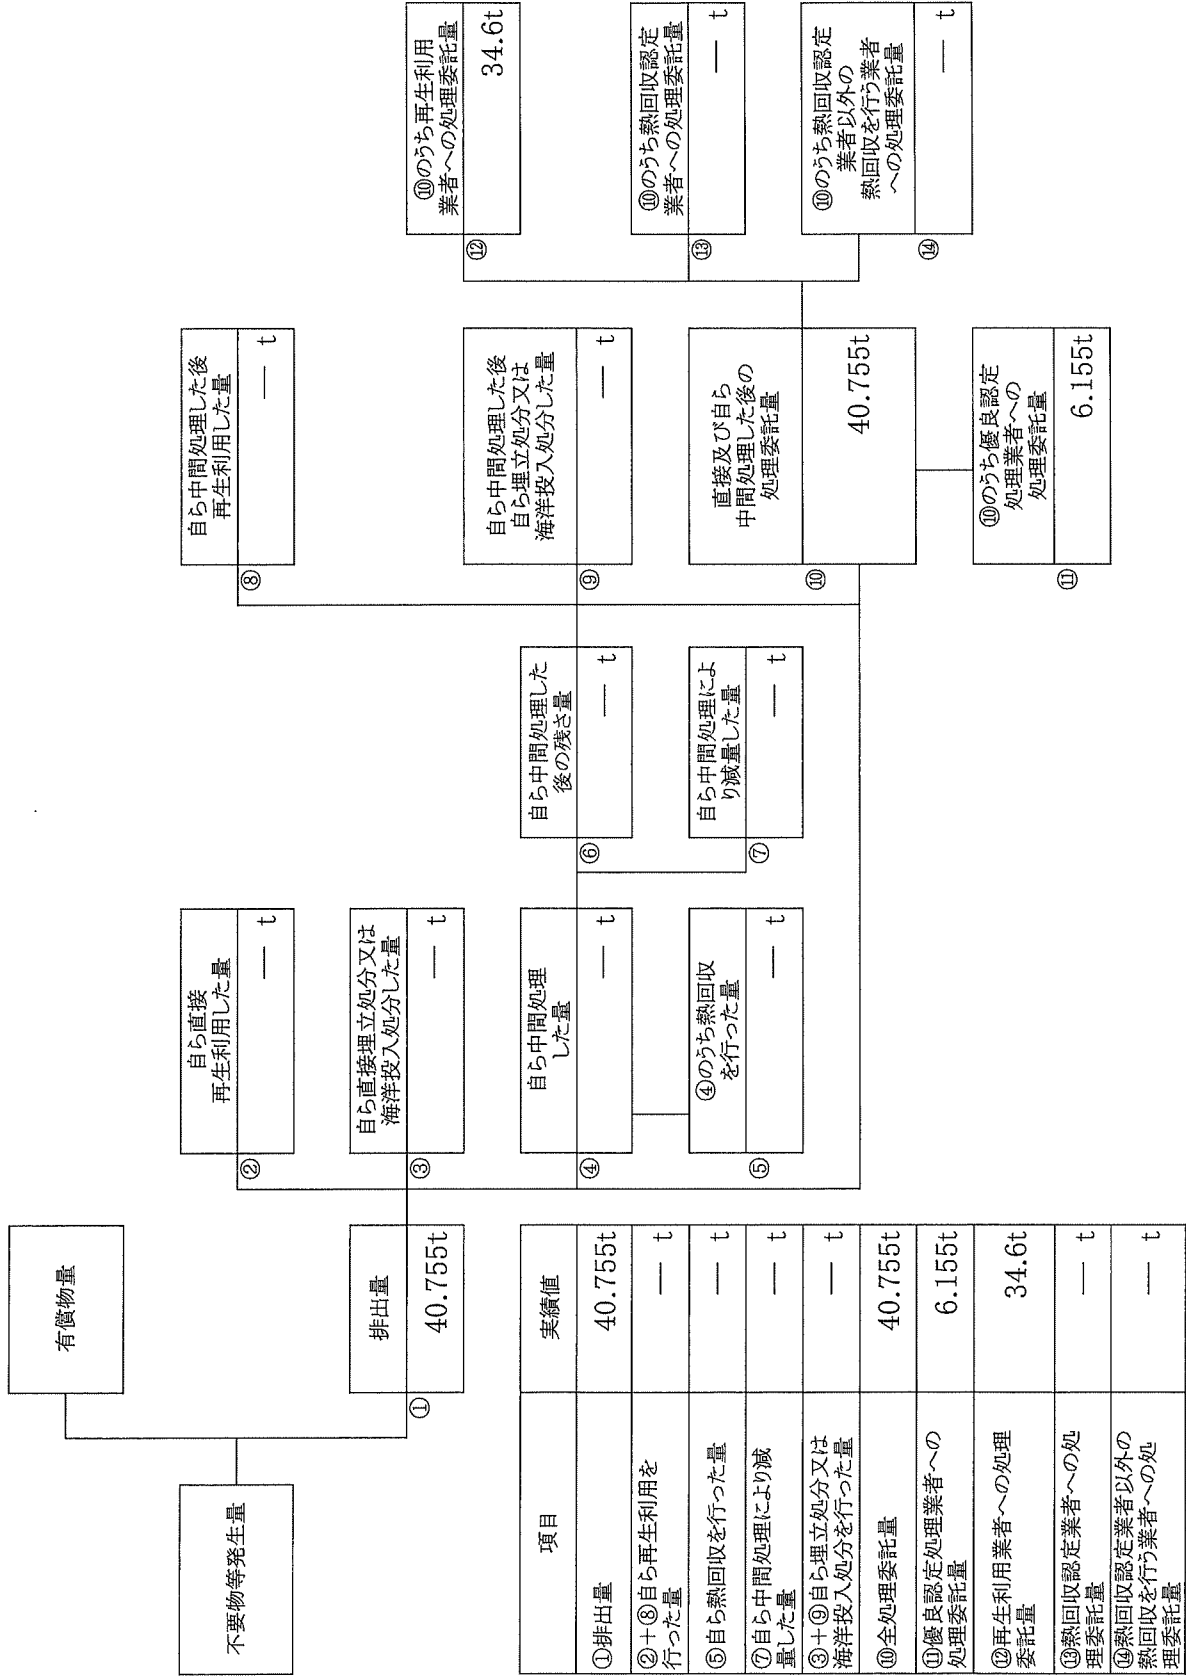 不要物等発生量
有償物量
排出量
①
40.755t
自ら直接
再生利用した量
②
― t
自ら直接埋立処分又は
海洋投入処分した量
③
― t
自ら中間処理
した量
④
― t
④のうち熱回収
を行った量
⑤
― t
自ら中間処理した
後の残さ量
⑥
― t
自ら中間処理によ
り減量した量
⑦
― t
自ら中間処理した後
再生利用した量
⑧
― t
自ら中間処理した後
自ら埋立処分又は
海洋投入処分した量
⑨
― t
直接及び自ら
中間処理した後の
処理委託量
⑩
40.755t
⑩のうち優良認定
処理業者への
処理委託量
⑪
6.155t
⑩のうち再生利用
業者への処理委託量
⑫
34.6t
⑩のうち熱回収認定
業者への処理委託量
⑬
― t
⑩のうち熱回収認定
業者以外の
熱回収を行う業者
への処理委託量
⑭
― t
項目 実績値
①排出量 40.755t
②+⑧自ら再生利用を
行った量 ― t
⑤自ら熱回収を行った量 ― t
⑦自ら中間処理により減
量した量 ― t
③+⑨自ら埋立処分又は
海洋投入処分を行った量 ― t
⑩全処理委託量 40.755t
⑪優良認定処理業者への
処理委託量 6.155t
⑫再生利用業者への処理
委託量 34.6t
⑬熱回収認定業者への処
理委託量 ― t
⑭熱回収認定業者以外の
熱回収を行う業者への処
理委託量 ― t